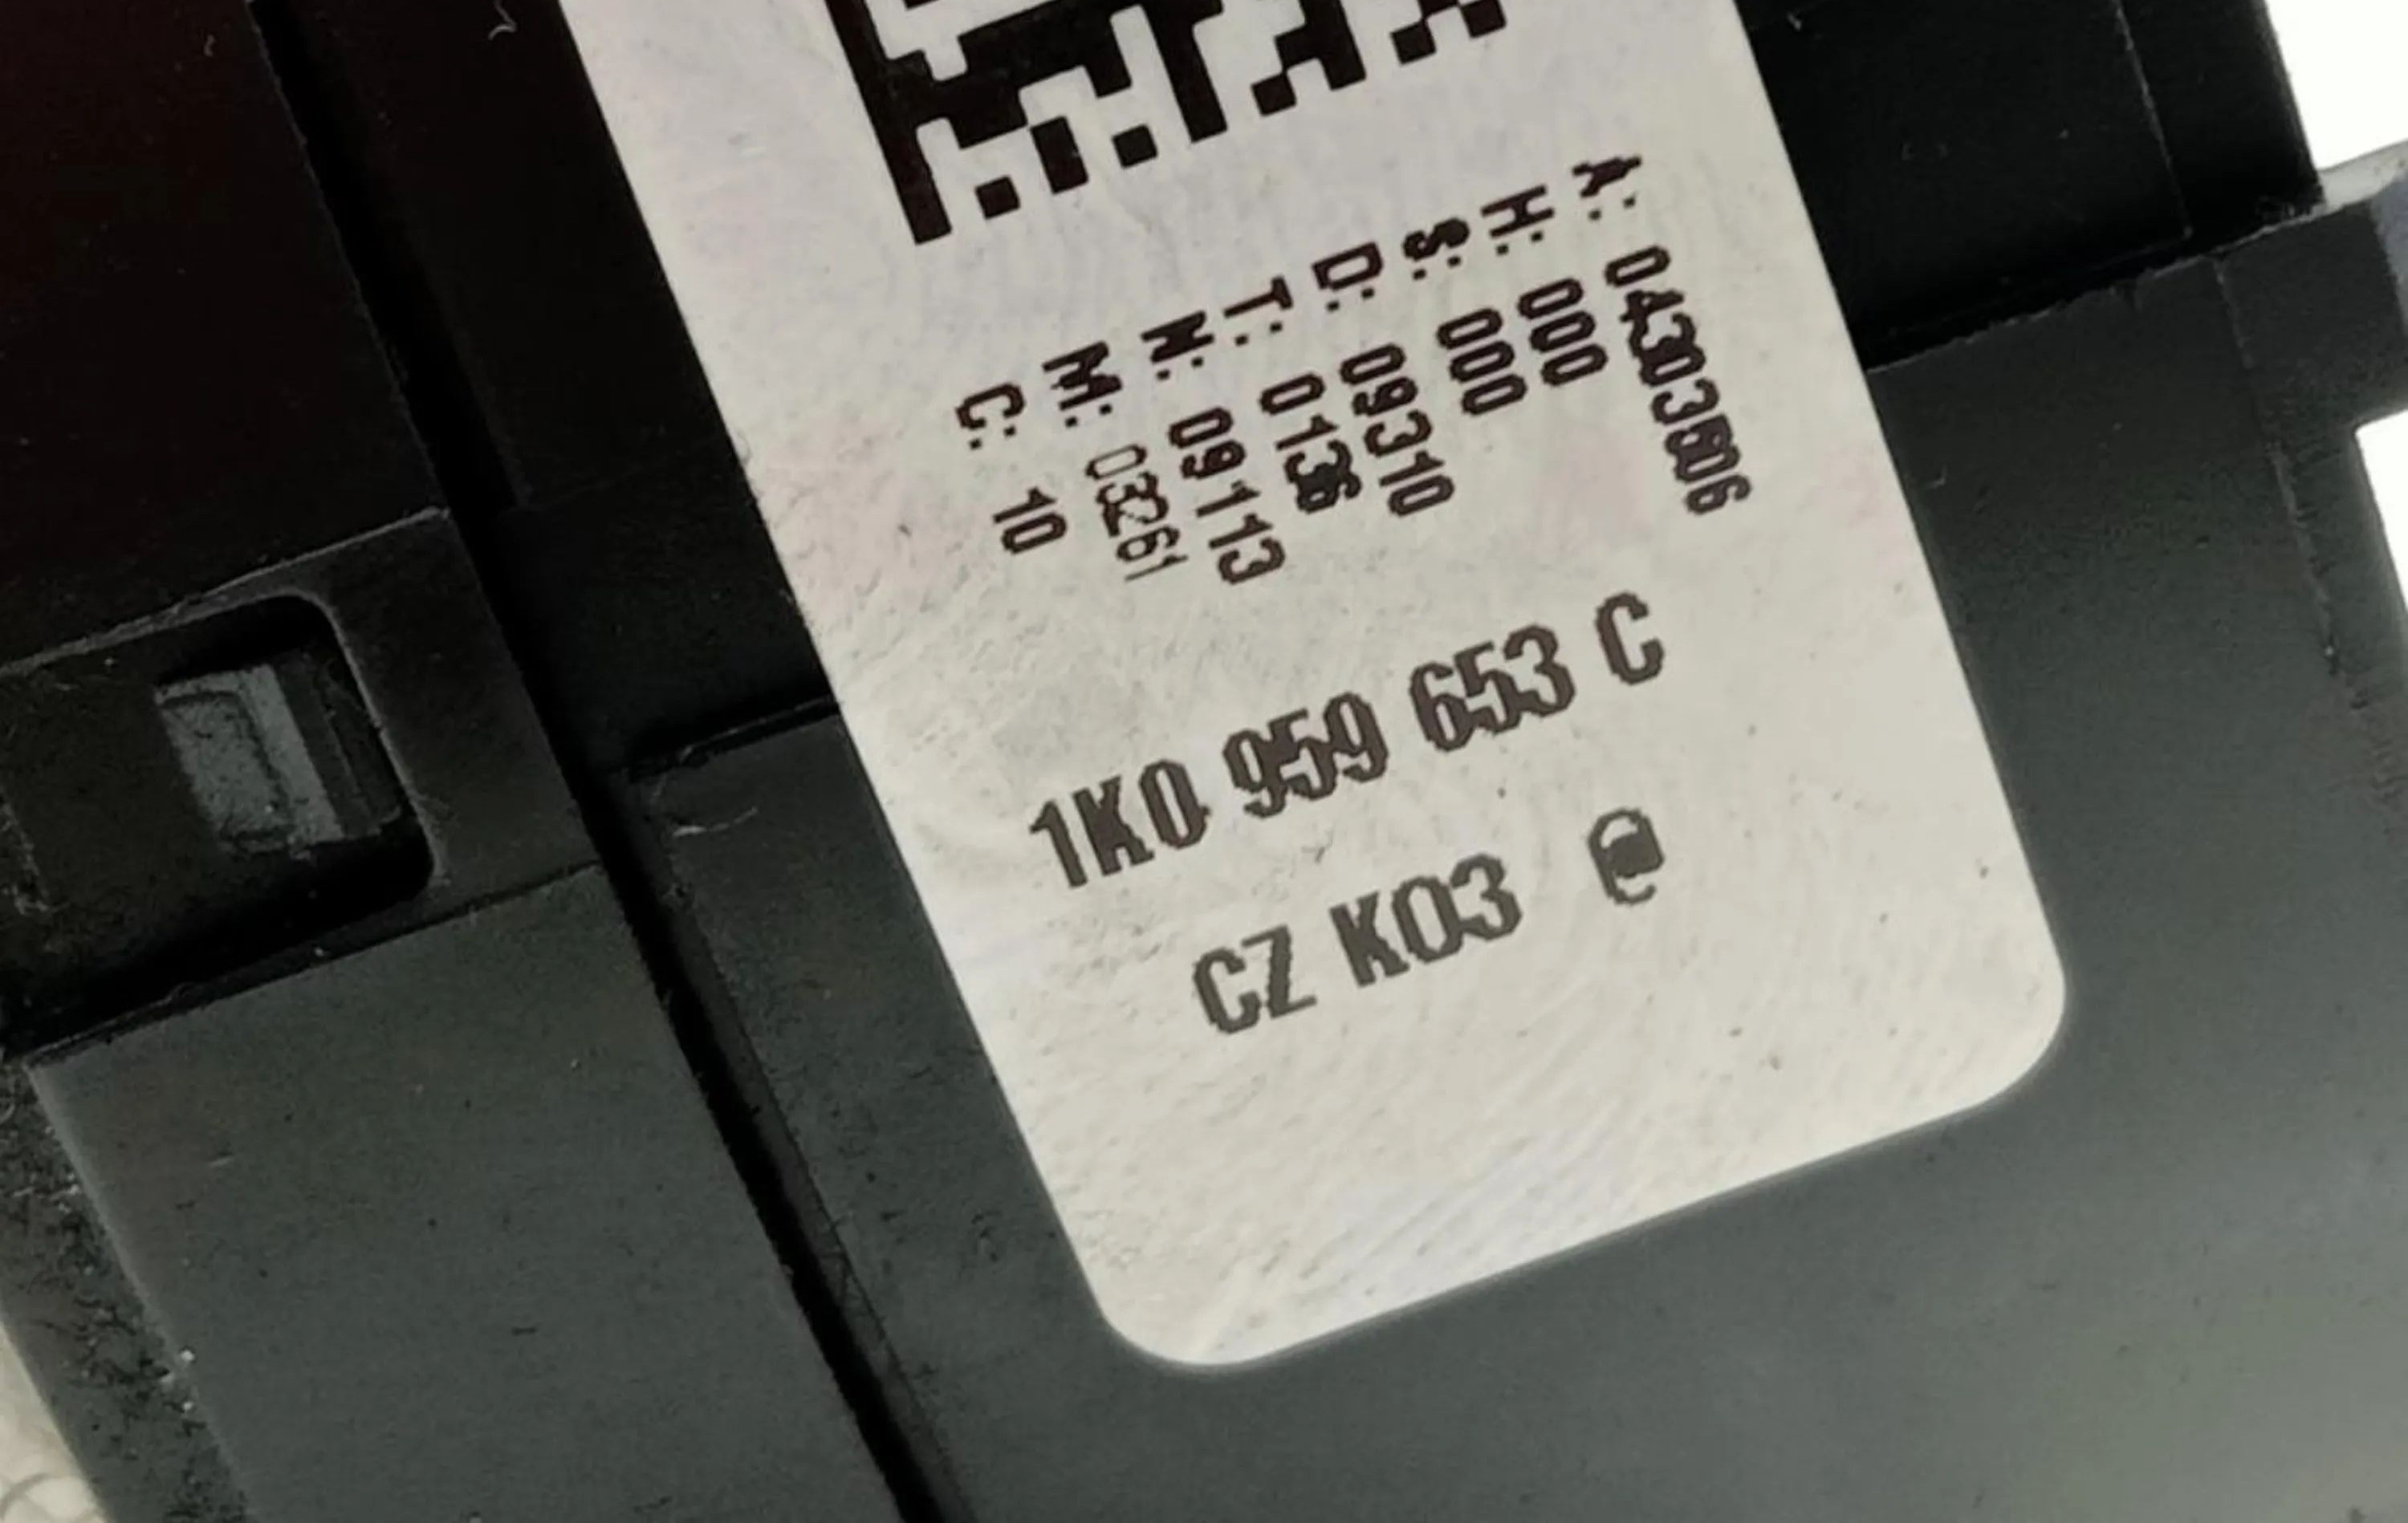 A: 04303606
H: 000
S: 000
D: 09310
T: 0136
N: 09113
M: 03261
C: 10
1K0 959 653 C
CZ K03 @